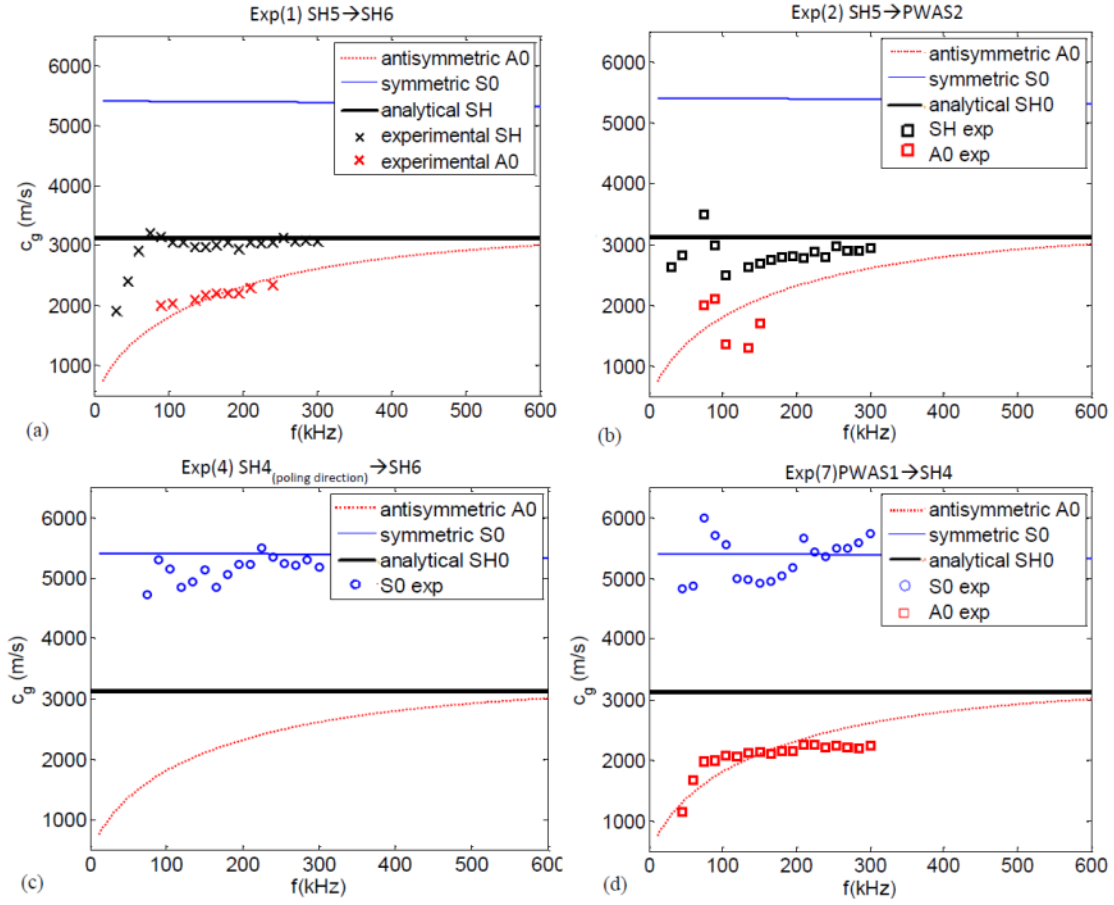 Exp(1) SH5→SH6
6000
5000
4000
3000
2000
1000
c_g (m/s)
antisymmetric A0
symmetric S0
analytical SH
experimental SH
experimental A0
0 100 200 300 400 500 600
f(kHz)
(a)
Exp(2) SH5→PWAS2
6000
5000
4000
3000
2000
1000
c_g (m/s)
antisymmetric A0
symmetric S0
analytical SH0
SH exp
A0 exp
0 100 200 300 400 500 600
f(kHz)
(b)
Exp(4) SH4(poling direction)→SH6
6000
5000
4000
3000
2000
1000
c_g (m/s)
antisymmetric A0
symmetric S0
analytical SH0
S0 exp
0 100 200 300 400 500 600
f(kHz)
(c)
Exp(7)PWAS1→SH4
6000
5000
4000
3000
2000
1000
c_g (m/s)
antisymmetric A0
symmetric S0
analytical SH0
S0 exp
A0 exp
0 100 200 300 400 500 600
f(kHz)
(d)